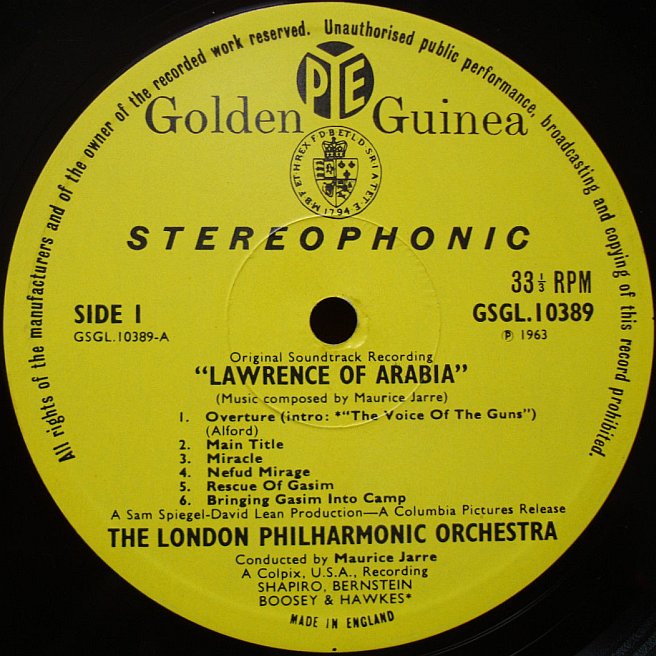 All rights of the manufacturers and of the owner of the recorded work reserved. Unauthorised public performance, broadcasting and copying of this record prohibited.
PYE
Golden Guinea
M·B·F·ET·H·REX·F·D·B·ET·L·D·S·R·I·A·T·ET·E·
1794
STEREOPHONIC
33⅓ RPM
SIDE 1
GSGL.10389
GSGL.10389-A
℗ 1963
Original Soundtrack Recording
"LAWRENCE OF ARABIA"
(Music composed by Maurice Jarre)
1. Overture (intro: *"The Voice Of The Guns")
(Alford)
2. Main Title
3. Miracle
4. Nefud Mirage
5. Rescue Of Gasim
6. Bringing Gasim Into Camp
A Sam Spiegel-David Lean Production—A Columbia Pictures Release
THE LONDON PHILHARMONIC ORCHESTRA
Conducted by Maurice Jarre
A Colpix, U.S.A., Recording
SHAPIRO, BERNSTEIN
BOOSEY & HAWKES*
MADE IN ENGLAND